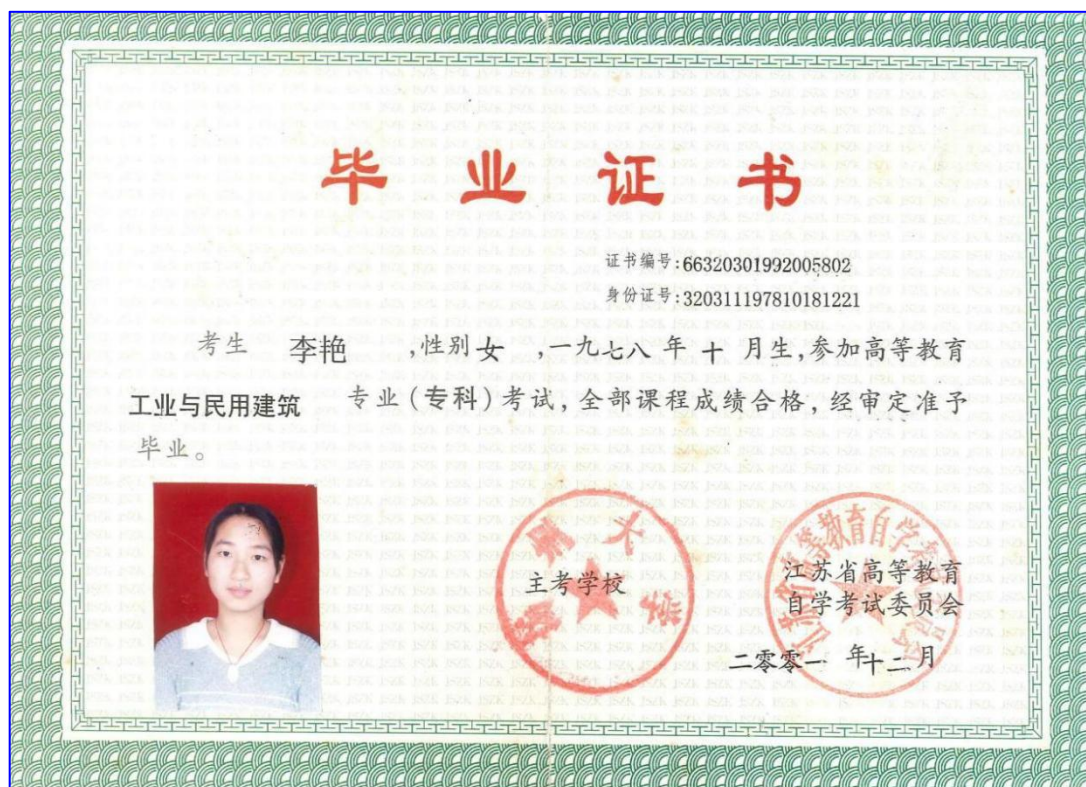 毕业证书
证书编号:66320301992005802
身份证号:320311197810181221
考生 李艳 ,性别女 ,一九七八年十月生,参加高等教育
工业与民用建筑 专业(专科)考试,全部课程成绩合格,经审定准予
毕业。
主考学校
江苏省高等教育
自学考试委员会
二零零一年十二月